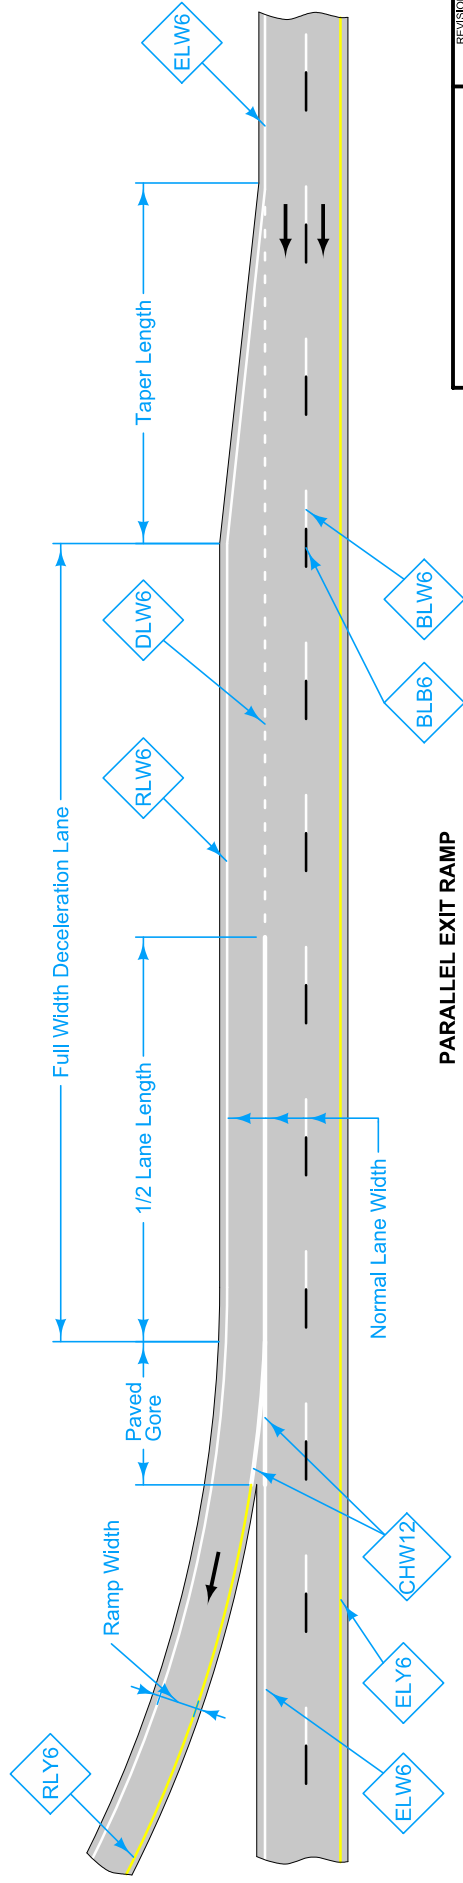 ELW6
Taper Length
DLW6
BLW6
BLB6
RLW6
Full Width Deceleration Lane
1/2 Lane Length
Normal Lane Width
PARALLEL EXIT RAMP
Paved
Gore
Ramp Width
CHW12
ELY6
ELW6
RLY6